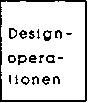 Design-
opera-
tionen